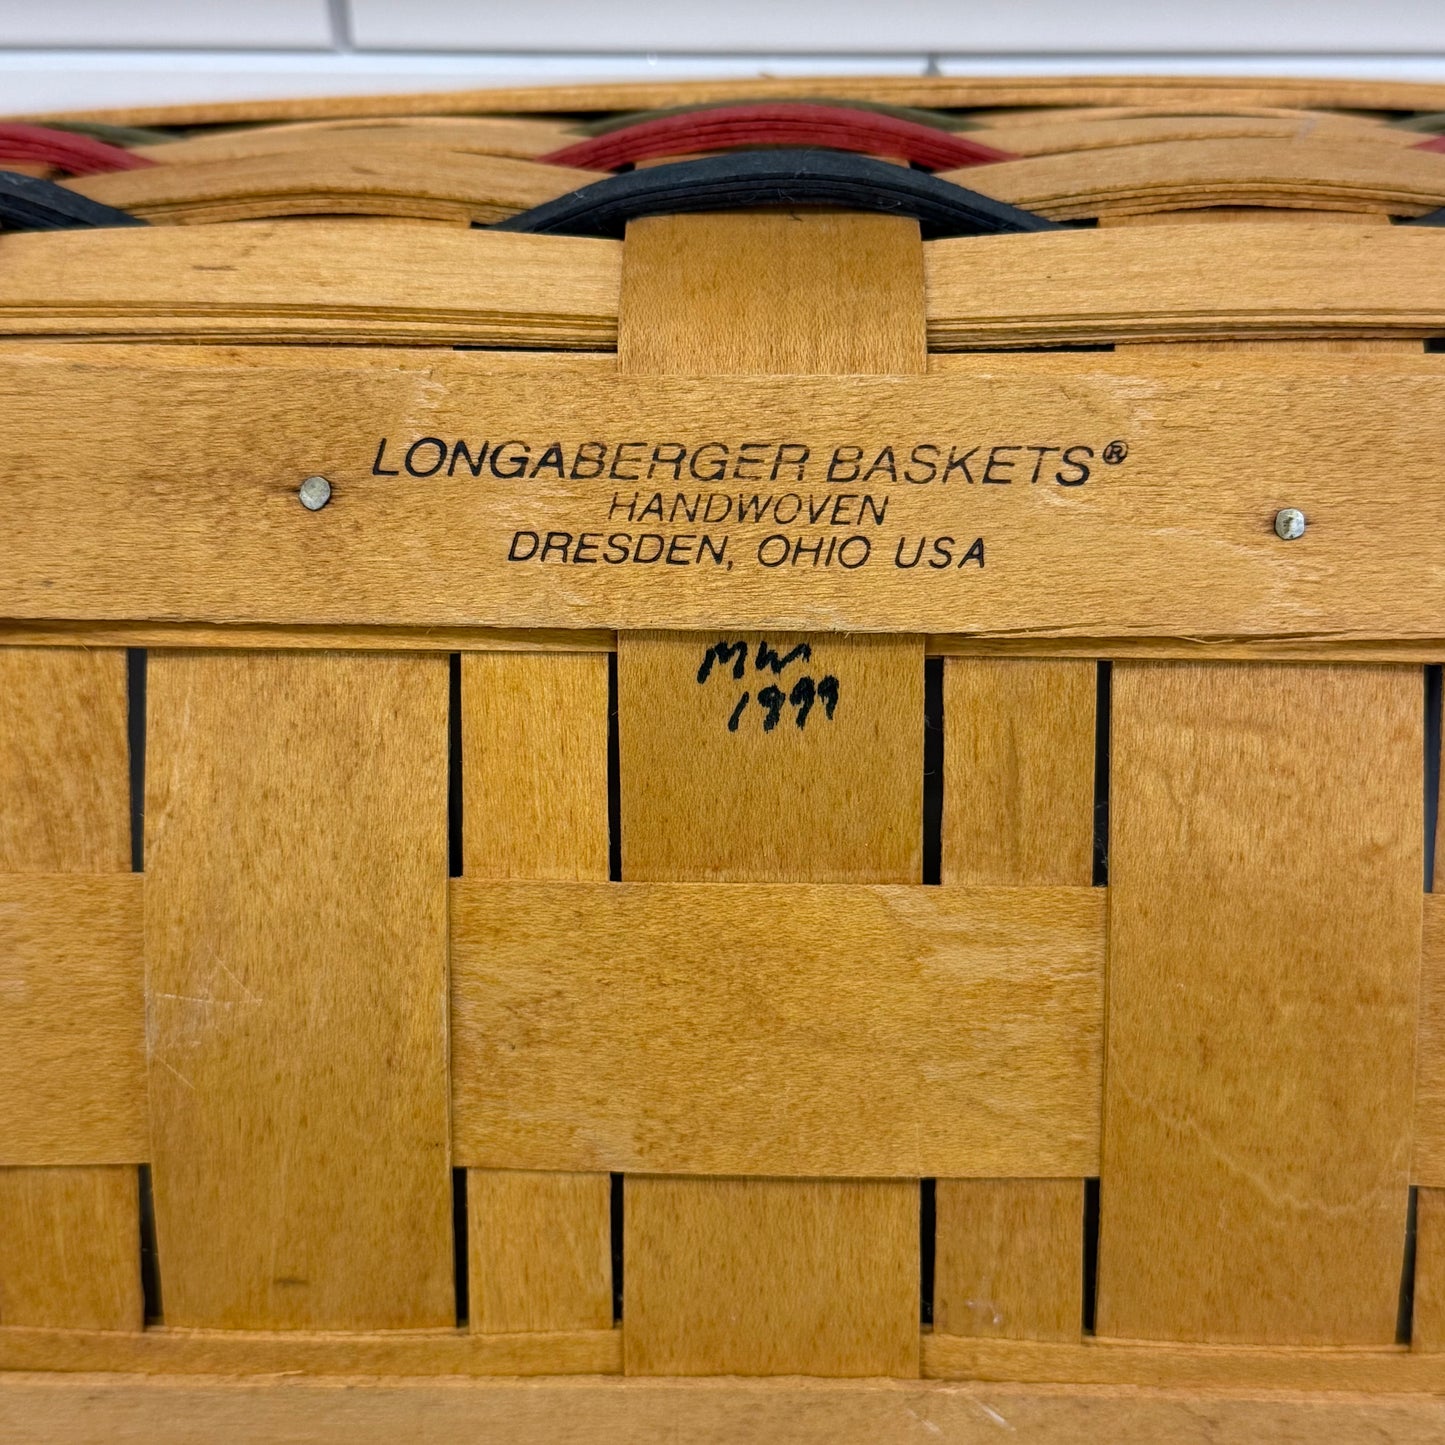 LONGABERGER BASKETS®
HANDWOVEN
DRESDEN, OHIO USA
MW
1999